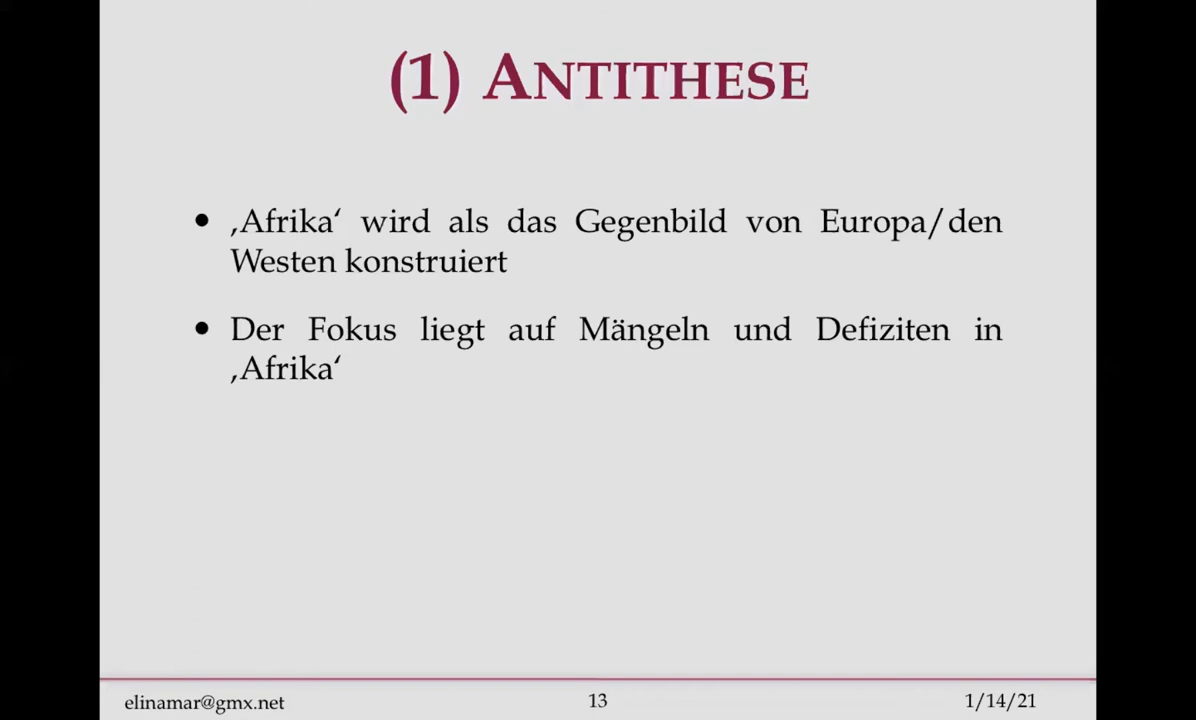 (1) ANTITHESE
• ‚Afrika‘ wird als das Gegenbild von Europa/den
Westen konstruiert
• Der Fokus liegt auf Mängeln und Defiziten in
‚Afrika‘
elinamar@gmx.net
13
1/14/21